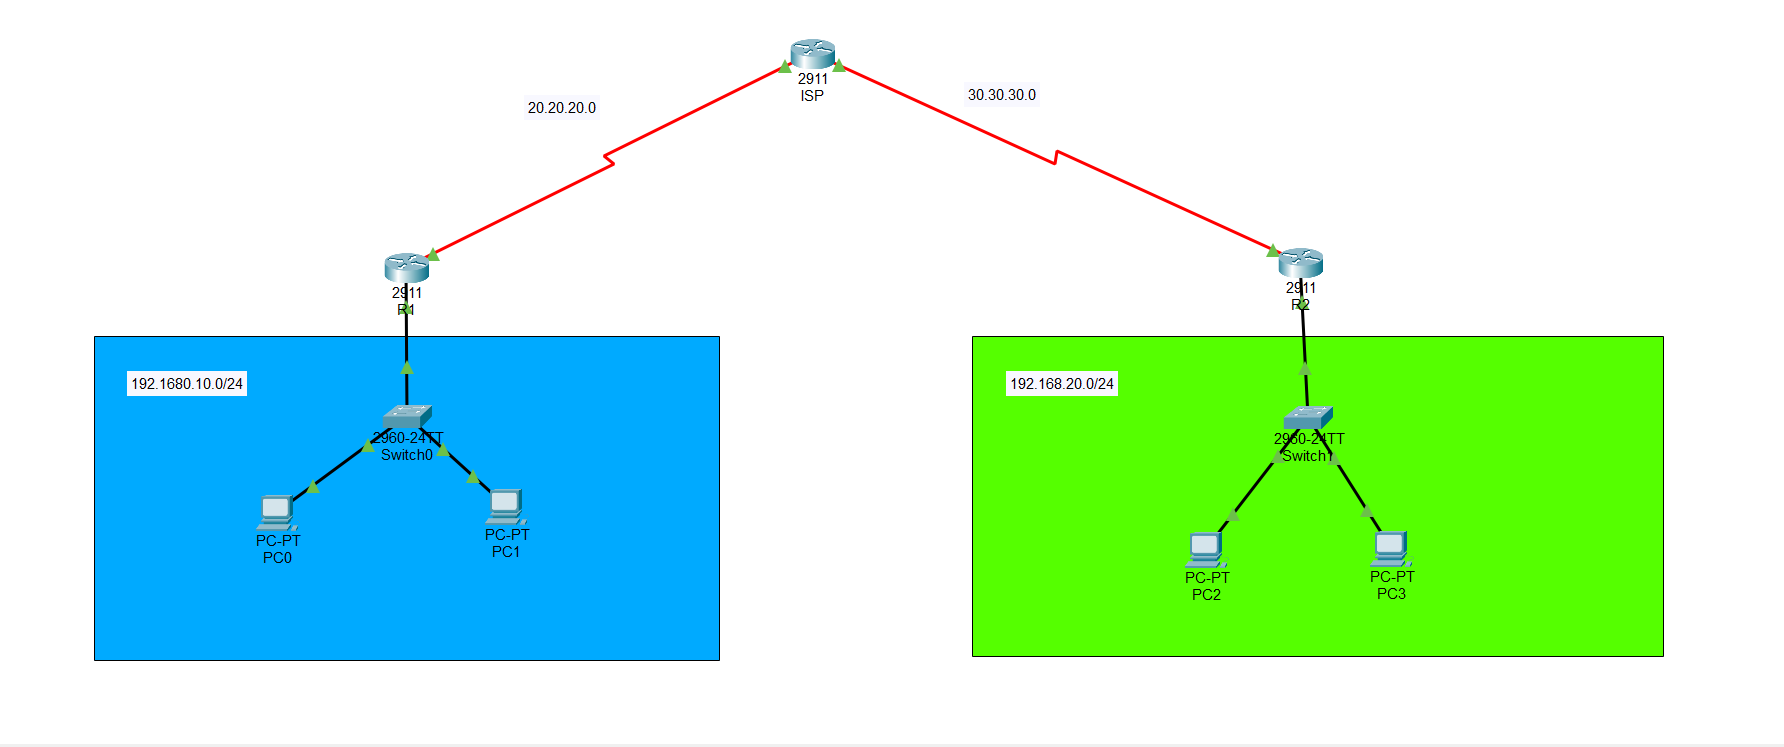 2911
ISP
20.20.20.0
30.30.30.0
2911
R1
2911
R2
192.1680.10.0/24
192.168.20.0/24
2960-24TT
Switch0
2960-24TT
Switch1
PC-PT
PC0
PC-PT
PC1
PC-PT
PC2
PC-PT
PC3